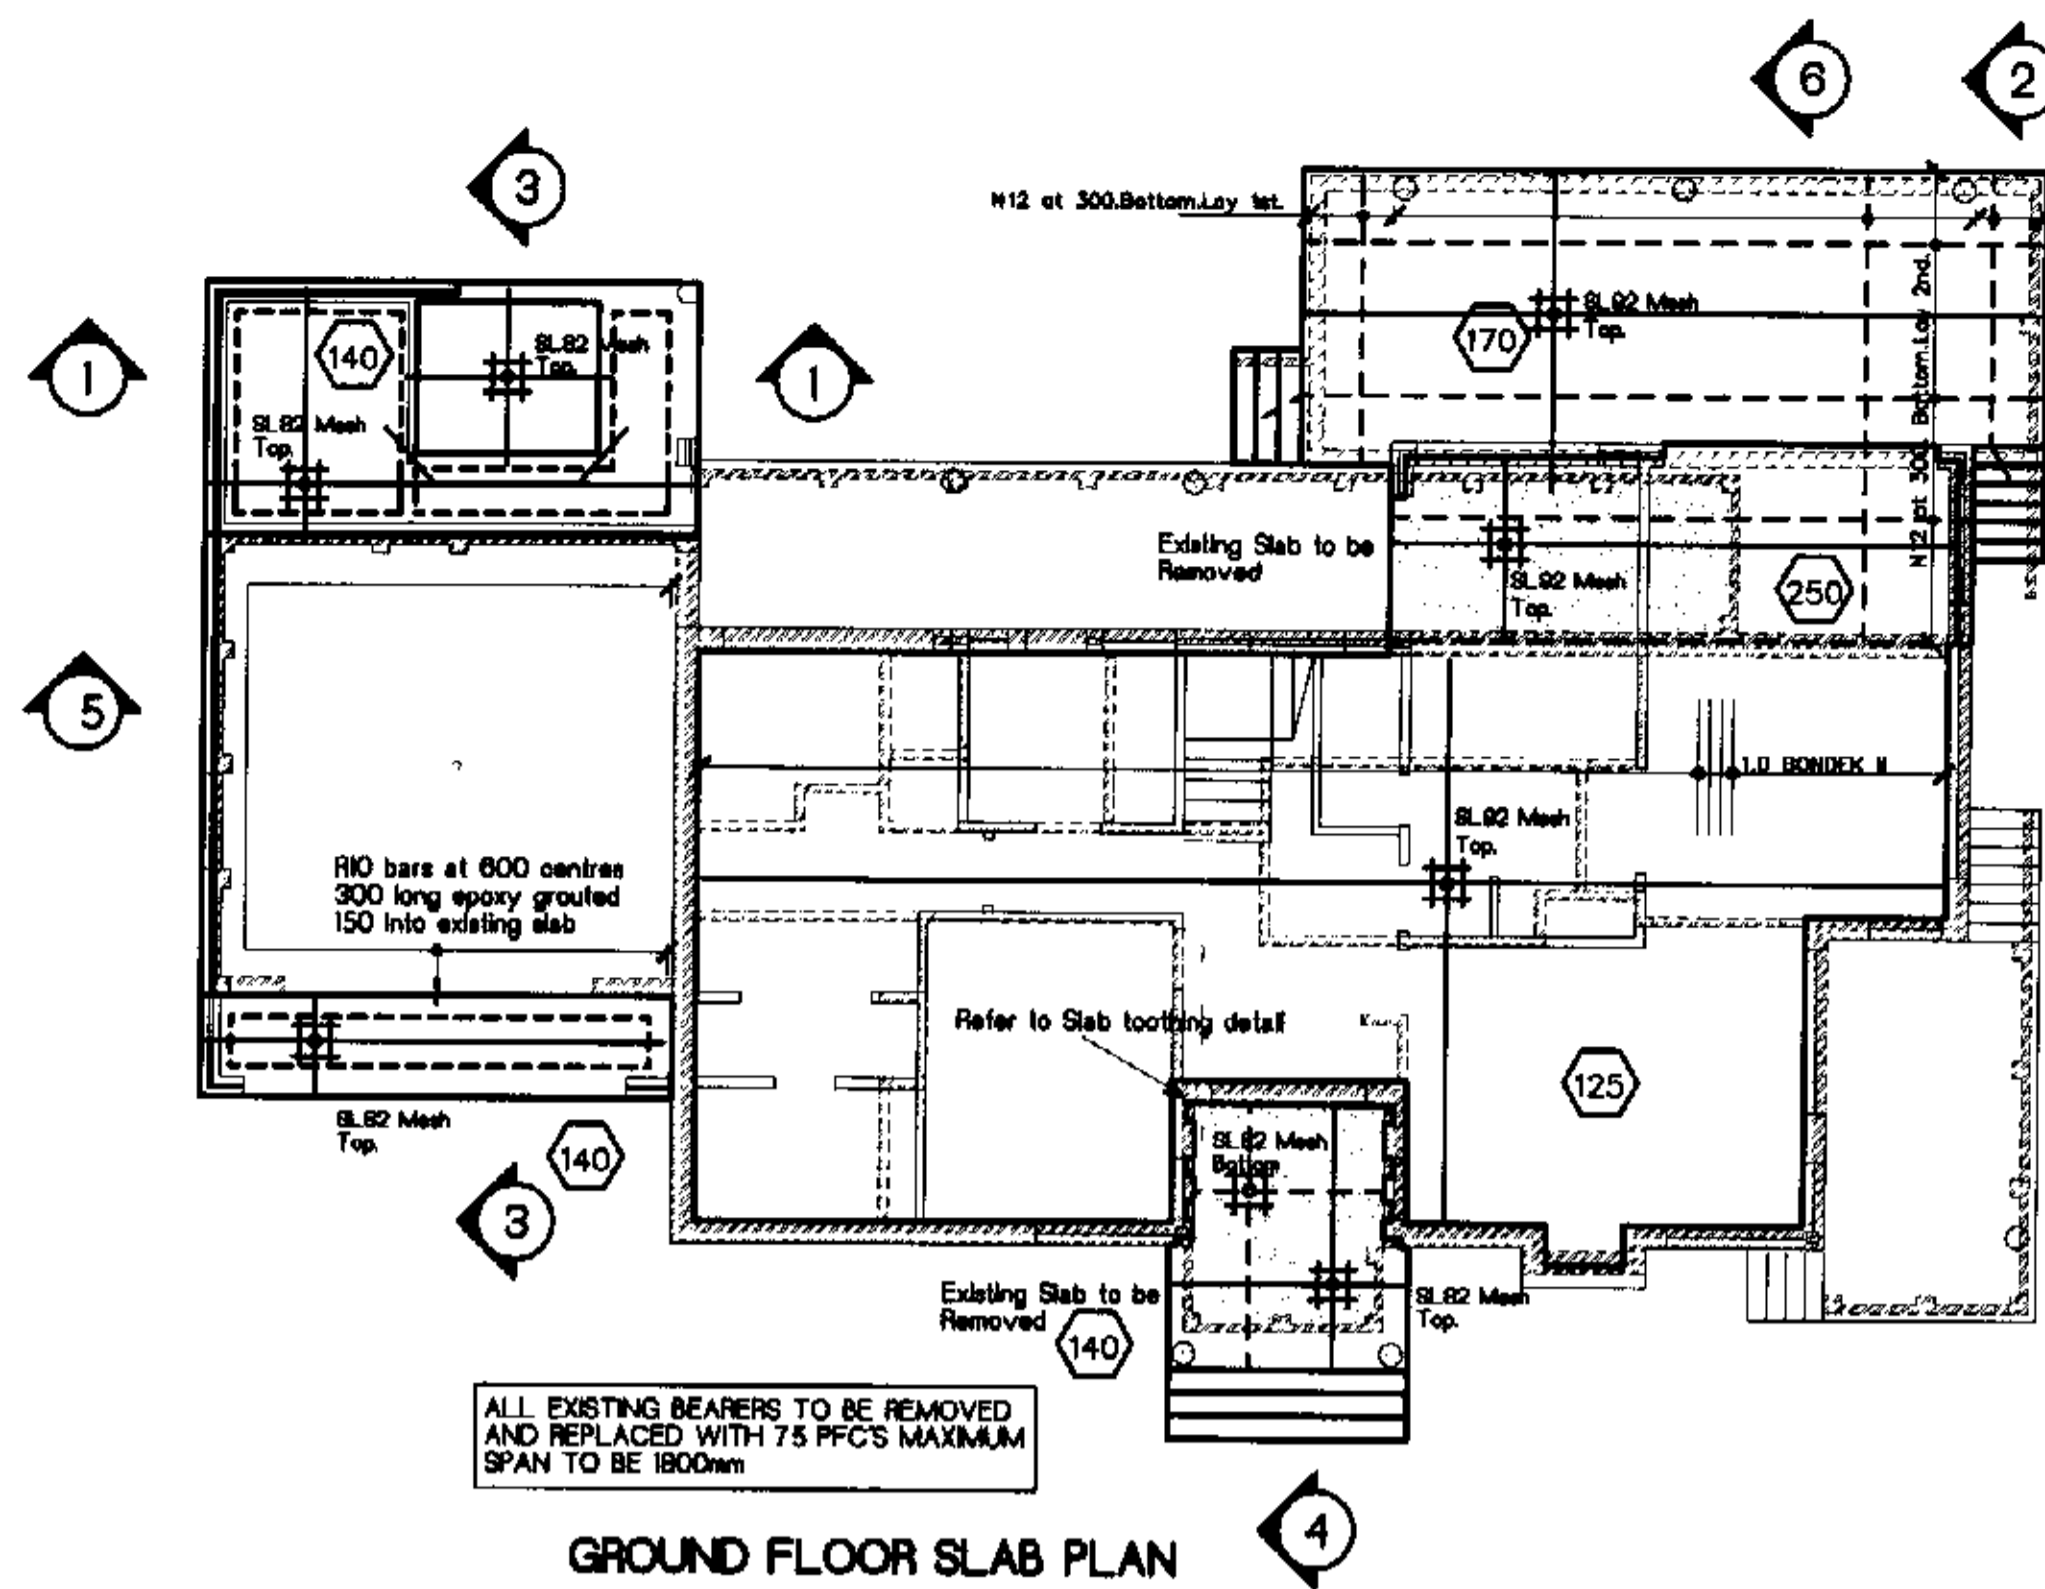 6
2
3
N12 at 300.Bottom.Lay 1st.
SL82 Mesh
Top.
140
SL82 Mesh
Top.
170
SL82 Mesh
Top.
N12 at 300. Bottom.Lay 2nd.
1
1
Existing Slab to be
Removed
SL92 Mesh
Top.
250
5
1.0 BONDEK II
SL92 Mesh
Top.
R10 bars at 600 centres
300 long epoxy grouted
150 into existing slab
Refer to Slab toothing detail
125
SL82 Mesh
Top.
140
SL82 Mesh
Bottom
3
Existing Slab to be
Removed
140
SL82 Mesh
Top.
ALL EXISTING BEARERS TO BE REMOVED
AND REPLACED WITH 75 PFC'S MAXIMUM
SPAN TO BE 1800mm
4
GROUND FLOOR SLAB PLAN